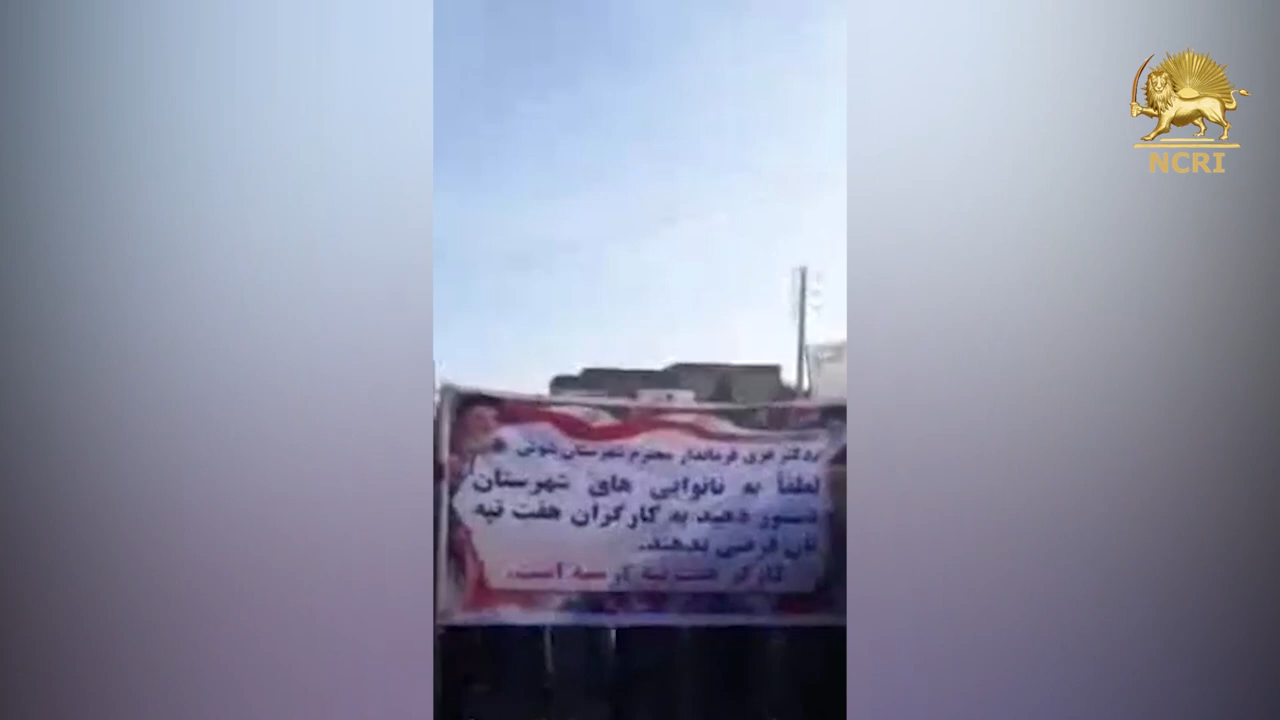 NCRI
فرماندار محترم شهرستان شوش
لطفاً به نانوایی های شهرستان
دستور دهید به کارگران هفت تپه
نان قرضی بدهند.
کارگر هفت تپه گرسنه است.